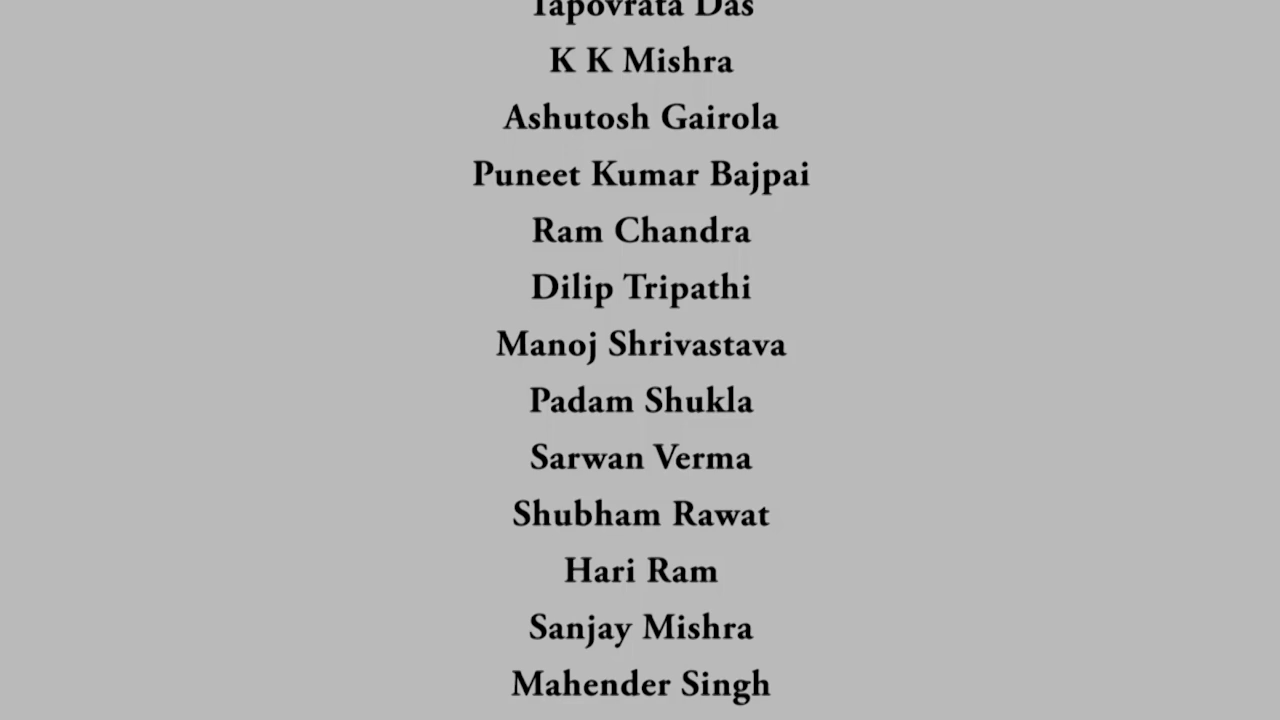 Tapovrata Das
K K Mishra
Ashutosh Gairola
Puneet Kumar Bajpai
Ram Chandra
Dilip Tripathi
Manoj Shrivastava
Padam Shukla
Sarwan Verma
Shubham Rawat
Hari Ram
Sanjay Mishra
Mahender Singh